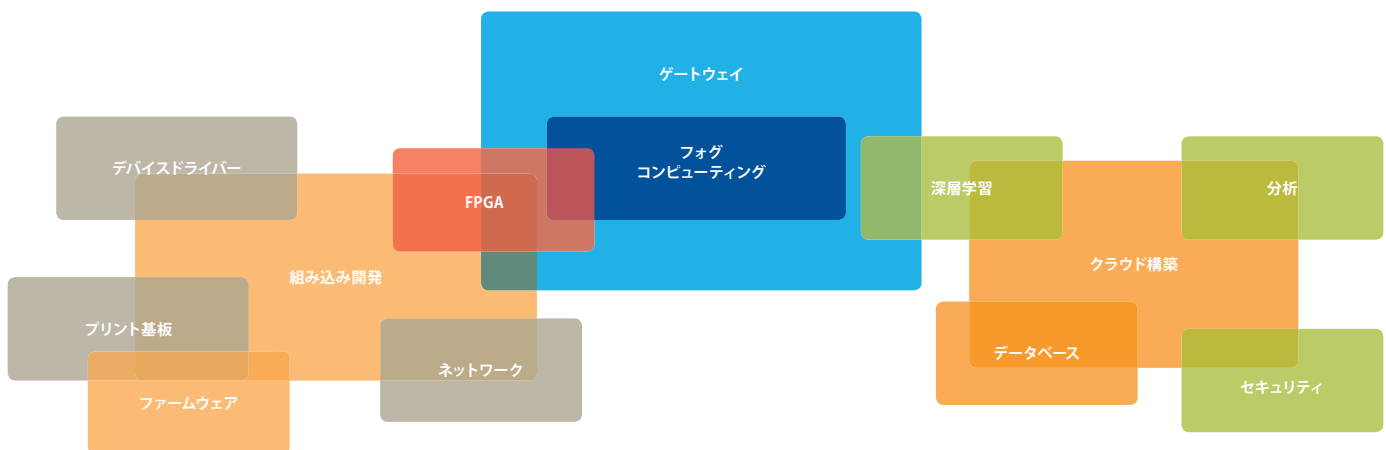 ゲートウェイ
フォグ
コンピューティング
デバイスドライバー
FPGA
深層学習
分析
組み込み開発
クラウド構築
プリント基板
ネットワーク
データベース
ファームウェア
セキュリティ